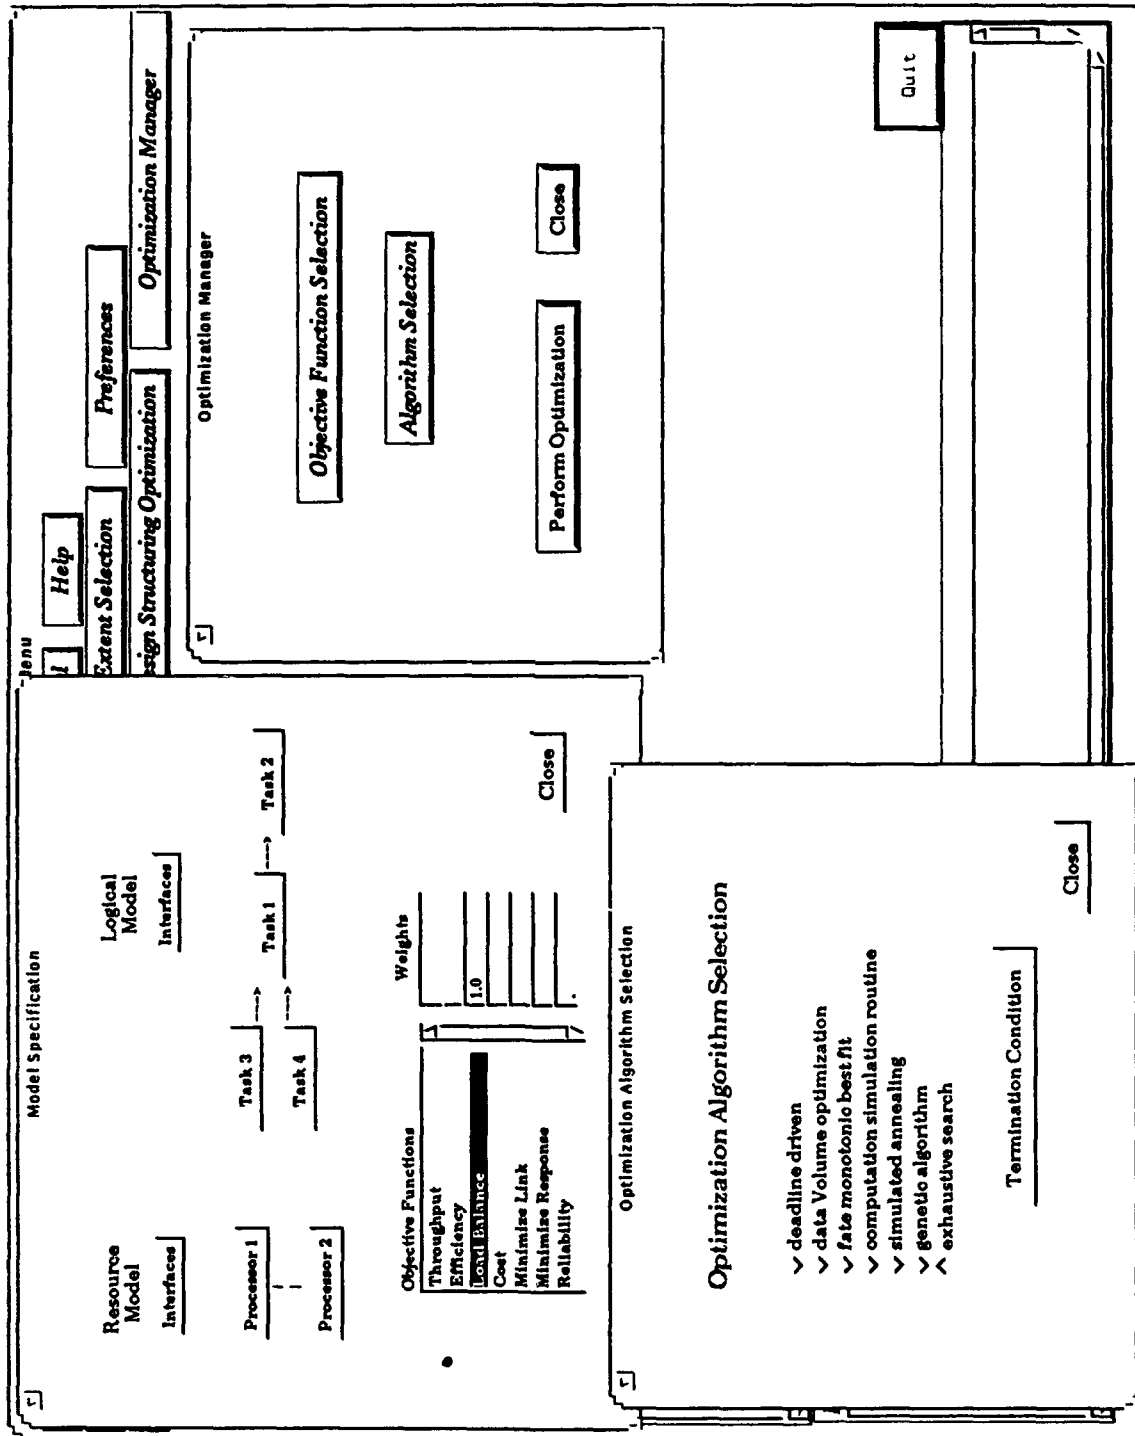 enu
l
Help
Extent Selection
Preferences
esign Structuring Optimization
Optimization Manager
Model Specification
Resource
Model
Logical
Model
Interfaces
Interfaces
Processor 1
Processor 2
Task 3
Task 4
Task 1
Task 2
--->
--->
--->
Objective Functions
Weights
Throughput
Efficiency
Load Balance
1.0
Cost
Minimize Link
Minimize Response
Reliability
Close
Optimization Manager
Objective Function Selection
Algorithm Selection
Perform Optimization
Close
Optimization Algorithm Selection
Optimization Algorithm Selection
deadline driven
data Volume optimization
fate monotonic best fit
computation simulation routine
simulated annealing
genetic algorithm
exhaustive search
Termination Condition
Close
Quit